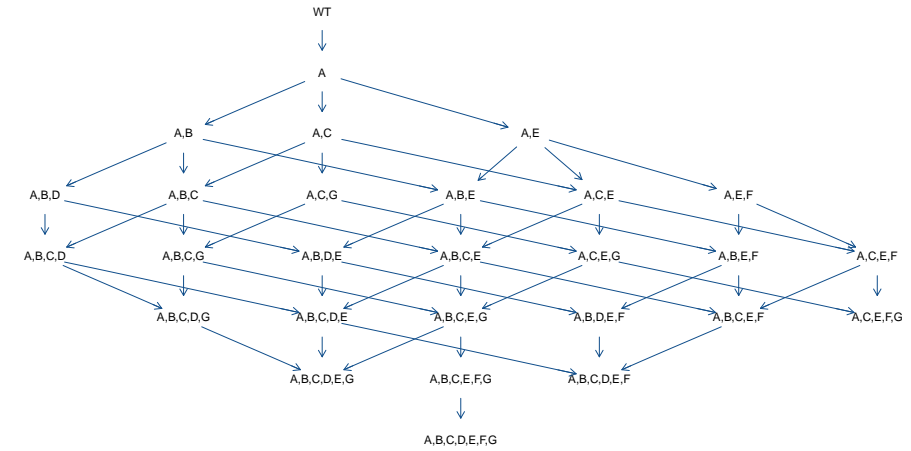 WT
A
A,B A,C A,E
A,B,D A,B,C A,C,G A,B,E A,C,E A,E,F
A,B,C,D A,B,C,G A,B,D,E A,B,C,E A,C,E,G A,B,E,F A,C,E,F
A,B,C,D,G A,B,C,D,E A,B,C,E,G A,B,D,E,F A,B,C,E,F A,C,E,F,G
A,B,C,D,E,G A,B,C,E,F,G A,B,C,D,E,F
A,B,C,D,E,F,G